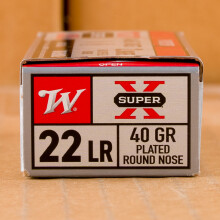 OPEN
W
SUPER X
22 LR
40 GR
PLATED
ROUND NOSE